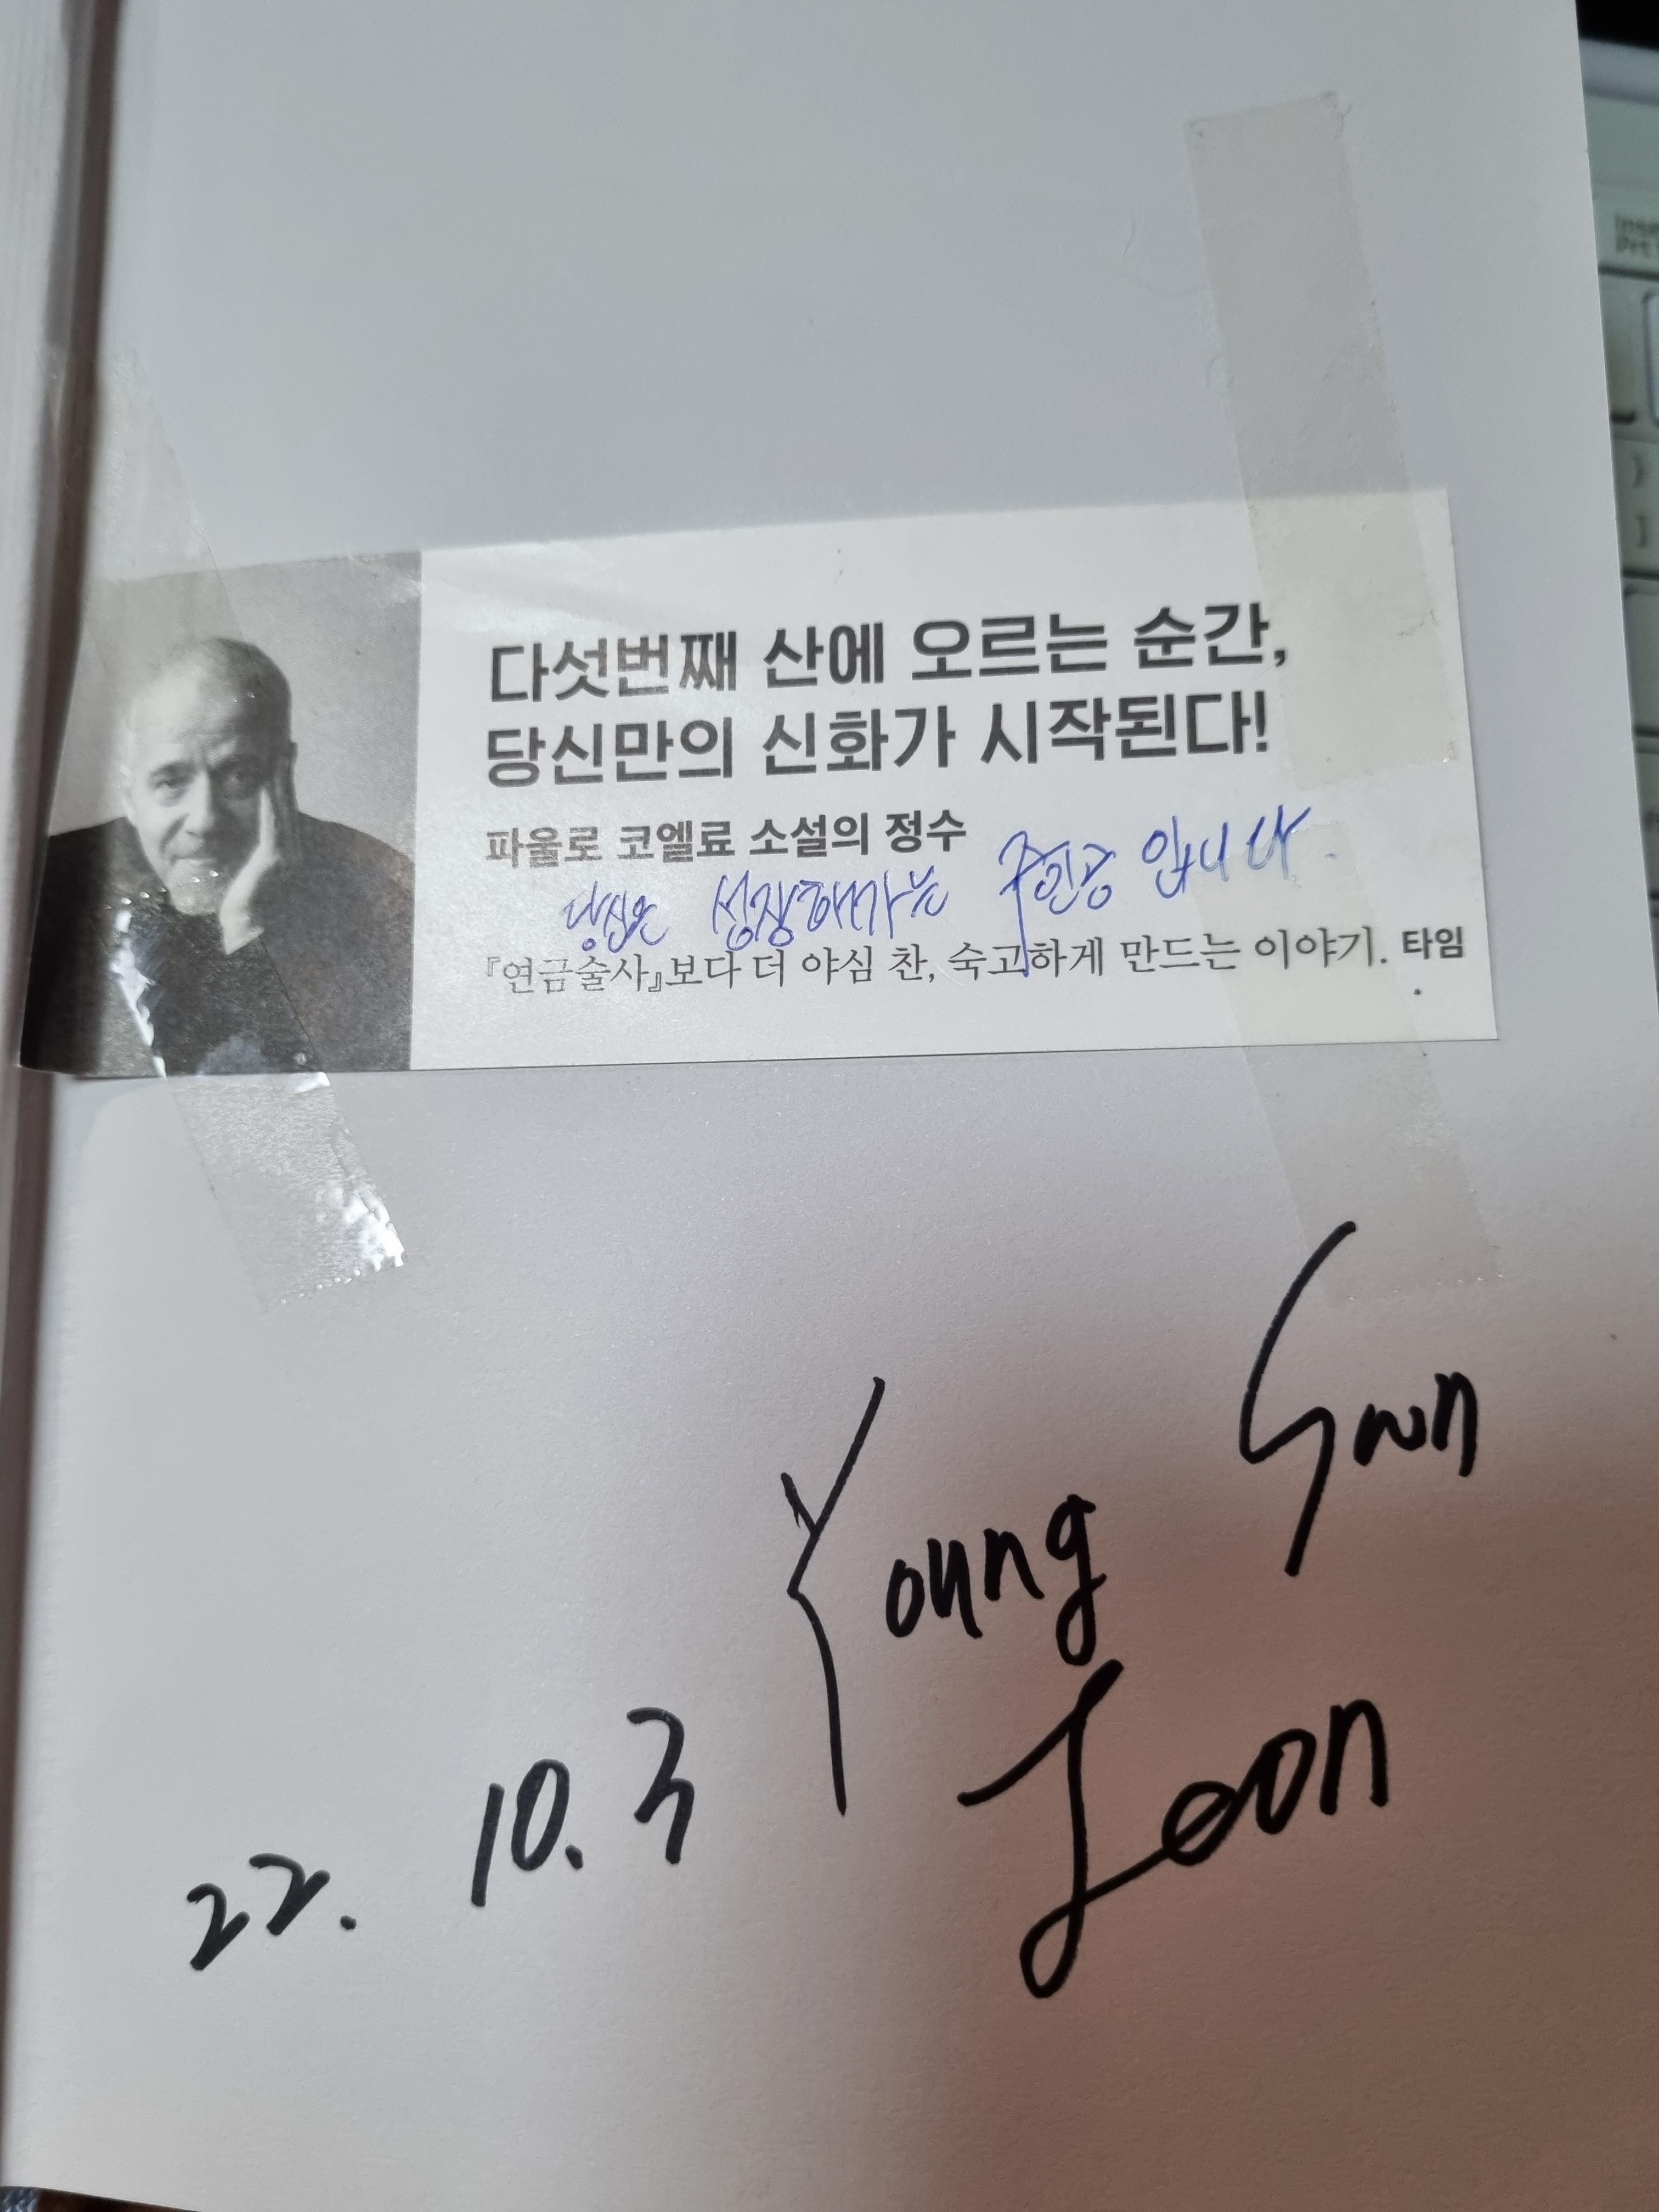 다섯번째 산에 오르는 순간,
당신만의 신화가 시작된다!
파울로 코엘료 소설의 정수
당신은 성장해가는 주인공 입니다.
『연금술사』보다 더 야심 찬, 숙고하게 만드는 이야기. 타임
Young
Joon
22. 10. 3